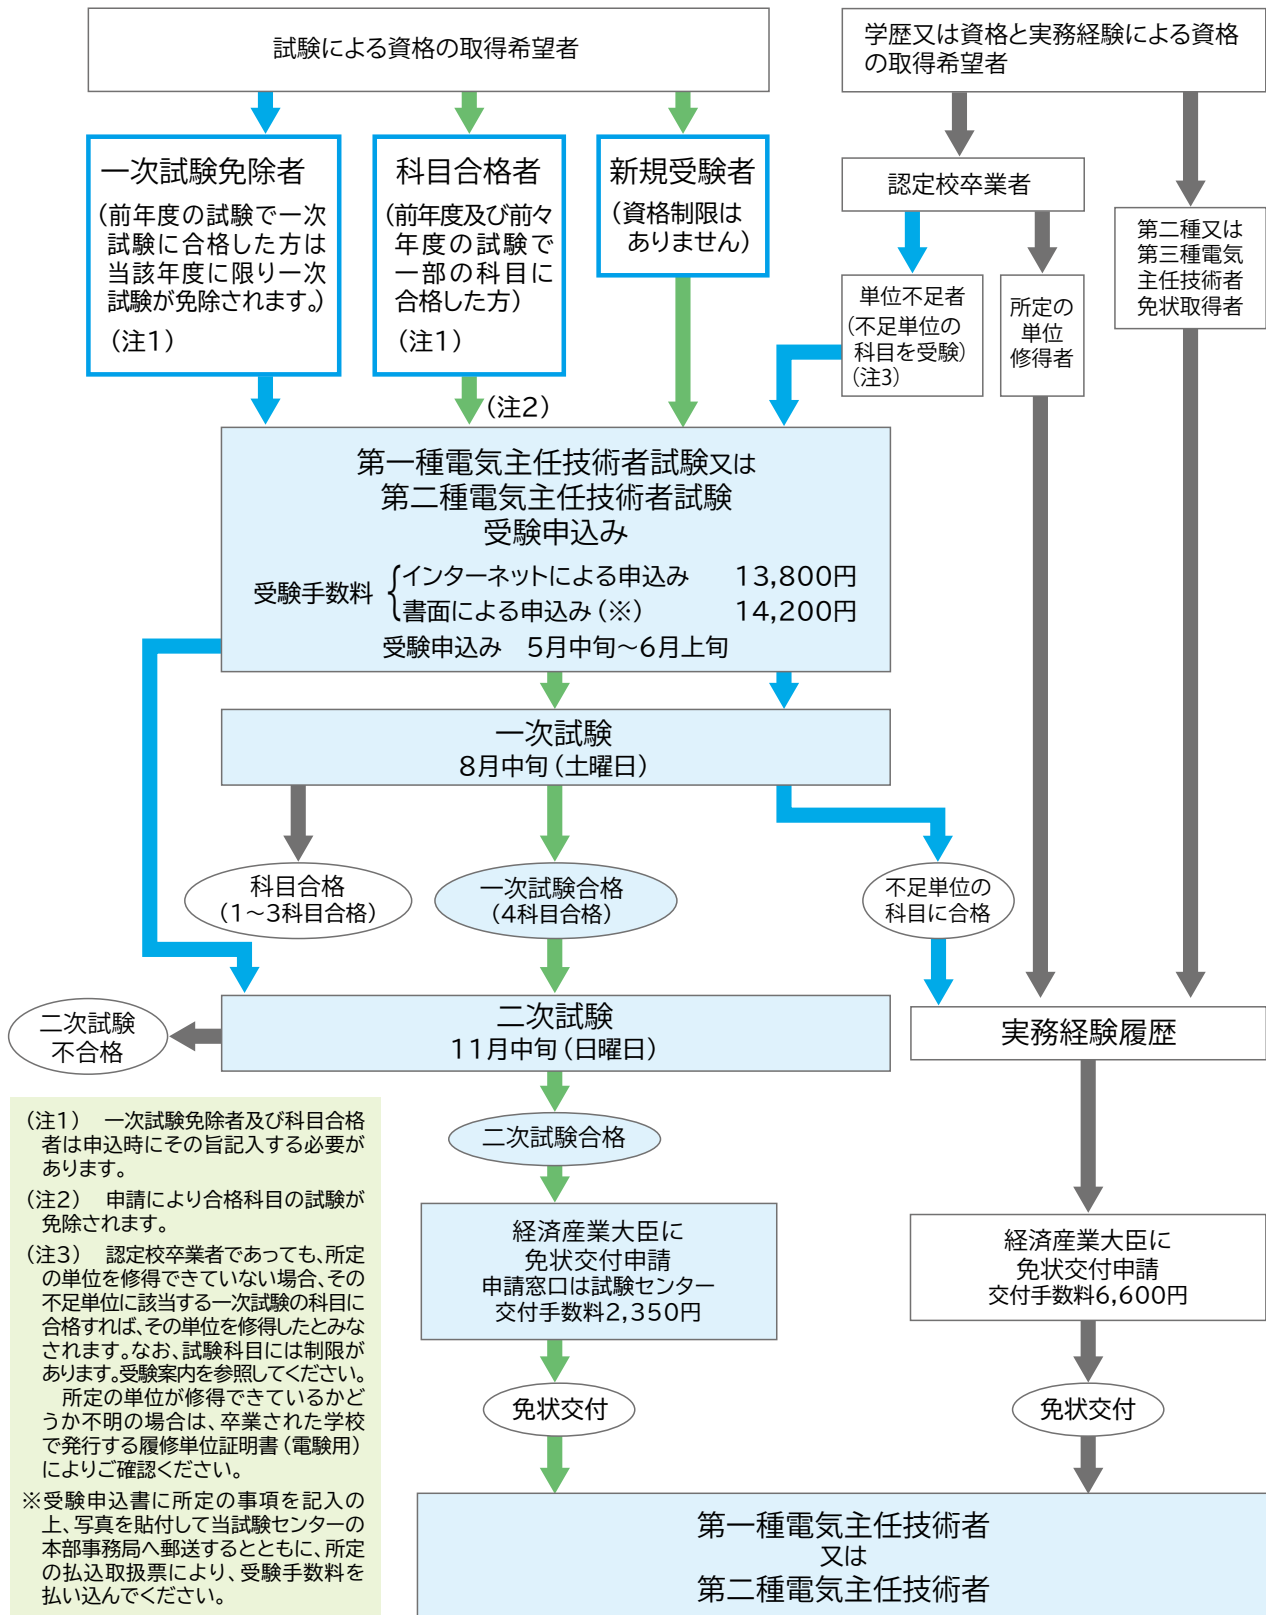 試験による資格の取得希望者
学歴又は資格と実務経験による資格
の取得希望者
一次試験免除者
(前年度の試験で一次
試験に合格した方は
当該年度に限り一次
試験が免除されます。)
(注1)
科目合格者
(前年度及び前々
年度の試験で
一部の科目に
合格した方)
(注1)
新規受験者
(資格制限は
ありません)
認定校卒業者
単位不足者
(不足単位の
科目を受験)
(注3)
所定の
単位
修得者
第二種又は
第三種電気
主任技術者
免状取得者
(注2)
第一種電気主任技術者試験又は
第二種電気主任技術者試験
受験申込み
受験手数料
インターネットによる申込み 13,800円
書面による申込み(※) 14,200円
受験申込み 5月中旬~6月上旬
一次試験
8月中旬(土曜日)
科目合格
(1~3科目合格)
一次試験合格
(4科目合格)
不足単位の
科目に合格
二次試験
11月中旬(日曜日)
二次試験
不合格
実務経験履歴
二次試験合格
経済産業大臣に
免状交付申請
申請窓口は試験センター
交付手数料2,350円
経済産業大臣に
免状交付申請
交付手数料6,600円
免状交付
免状交付
第一種電気主任技術者
又は
第二種電気主任技術者
(注1) 一次試験免除者及び科目合格
者は申込時にその旨記入する必要が
あります。
(注2) 申請により合格科目の試験が
免除されます。
(注3) 認定校卒業者であっても、所定
の単位を修得できていない場合、その
不足単位に該当する一次試験の科目に
合格すれば、その単位を修得したとみな
されます。なお、試験科目には制限が
あります。受験案内を参照してください。
所定の単位が修得できているかど
うか不明の場合は、卒業された学校
で発行する履修単位証明書(電験用)
によりご確認ください。
※受験申込書に所定の事項を記入の
上、写真を貼付して当試験センターの
本部事務局へ郵送するとともに、所定
の払込取扱票により、受験手数料を
払い込んでください。